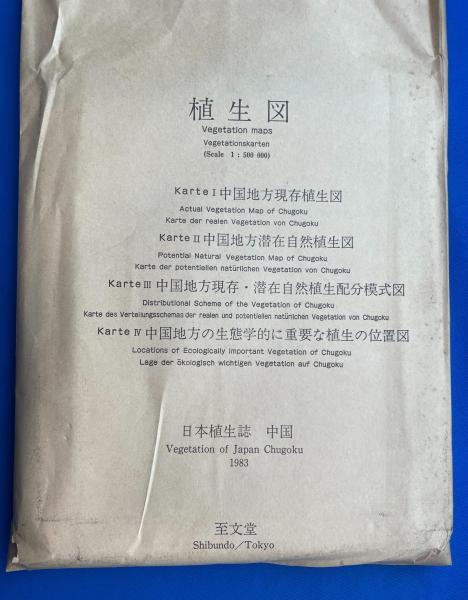 植生図
Vegetation maps
Vegetationskarten
(Scale 1 : 500 000)
Karte I 中国地方現存植生図
Actual Vegetation Map of Chugoku
Karte der realen Vegetation von Chugoku
Karte II 中国地方潜在自然植生図
Potential Natural Vegetation Map of Chugoku
Karte der potentiellen natürlichen Vegetation von Chugoku
Karte III 中国地方現存・潜在自然植生配分模式図
Distributional Scheme of the Vegetation of Chugoku
Karte des Verteilungsschemas der realen und potentiellen natürlichen Vegetation von Chugoku
Karte IV 中国地方の生態学的に重要な植生の位置図
Locations of Ecologically Important Vegetation of Chugoku
Lage der ökologisch wichtigen Vegetation auf Chugoku
日本植生誌 中国
Vegetation of Japan Chugoku
1983
至文堂
Shibundo/Tokyo